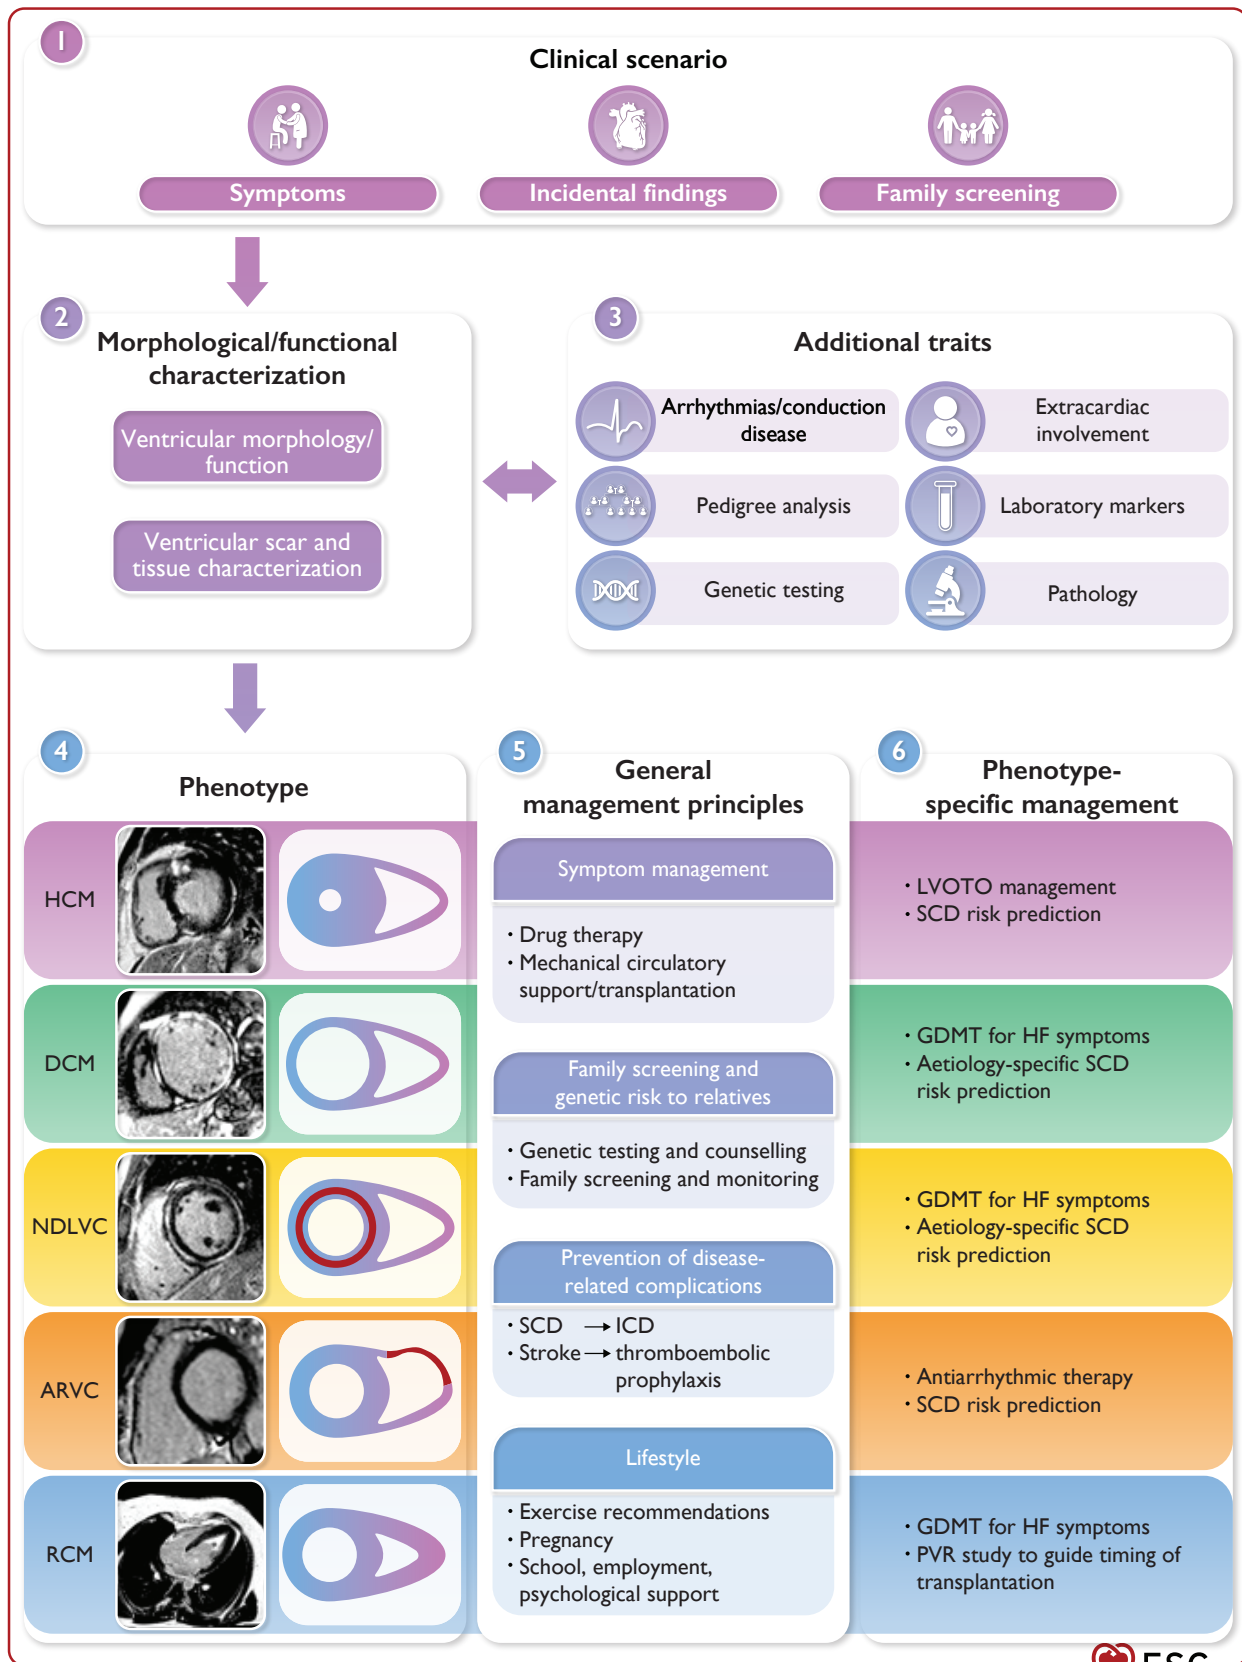 1
Clinical scenario
Symptoms
Incidental findings
Family screening
2
Morphological/functional
characterization
Ventricular morphology/
function
Ventricular scar and
tissue characterization
3
Additional traits
Arrhythmias/conduction
disease
Extracardiac
involvement
Pedigree analysis
Laboratory markers
Genetic testing
Pathology
4
Phenotype
HCM
DCM
NDLVC
ARVC
RCM
5
General
management principles
Symptom management
· Drug therapy
· Mechanical circulatory
support/transplantation
Family screening and
genetic risk to relatives
· Genetic testing and counselling
· Family screening and monitoring
Prevention of disease-
related complications
· SCD → ICD
· Stroke → thromboembolic
prophylaxis
Lifestyle
· Exercise recommendations
· Pregnancy
· School, employment,
psychological support
6
Phenotype-
specific management
· LVOTO management
· SCD risk prediction
· GDMT for HF symptoms
· Aetiology-specific SCD
risk prediction
· GDMT for HF symptoms
· Aetiology-specific SCD
risk prediction
· Antiarrhythmic therapy
· SCD risk prediction
· GDMT for HF symptoms
· PVR study to guide timing of
transplantation
ESC